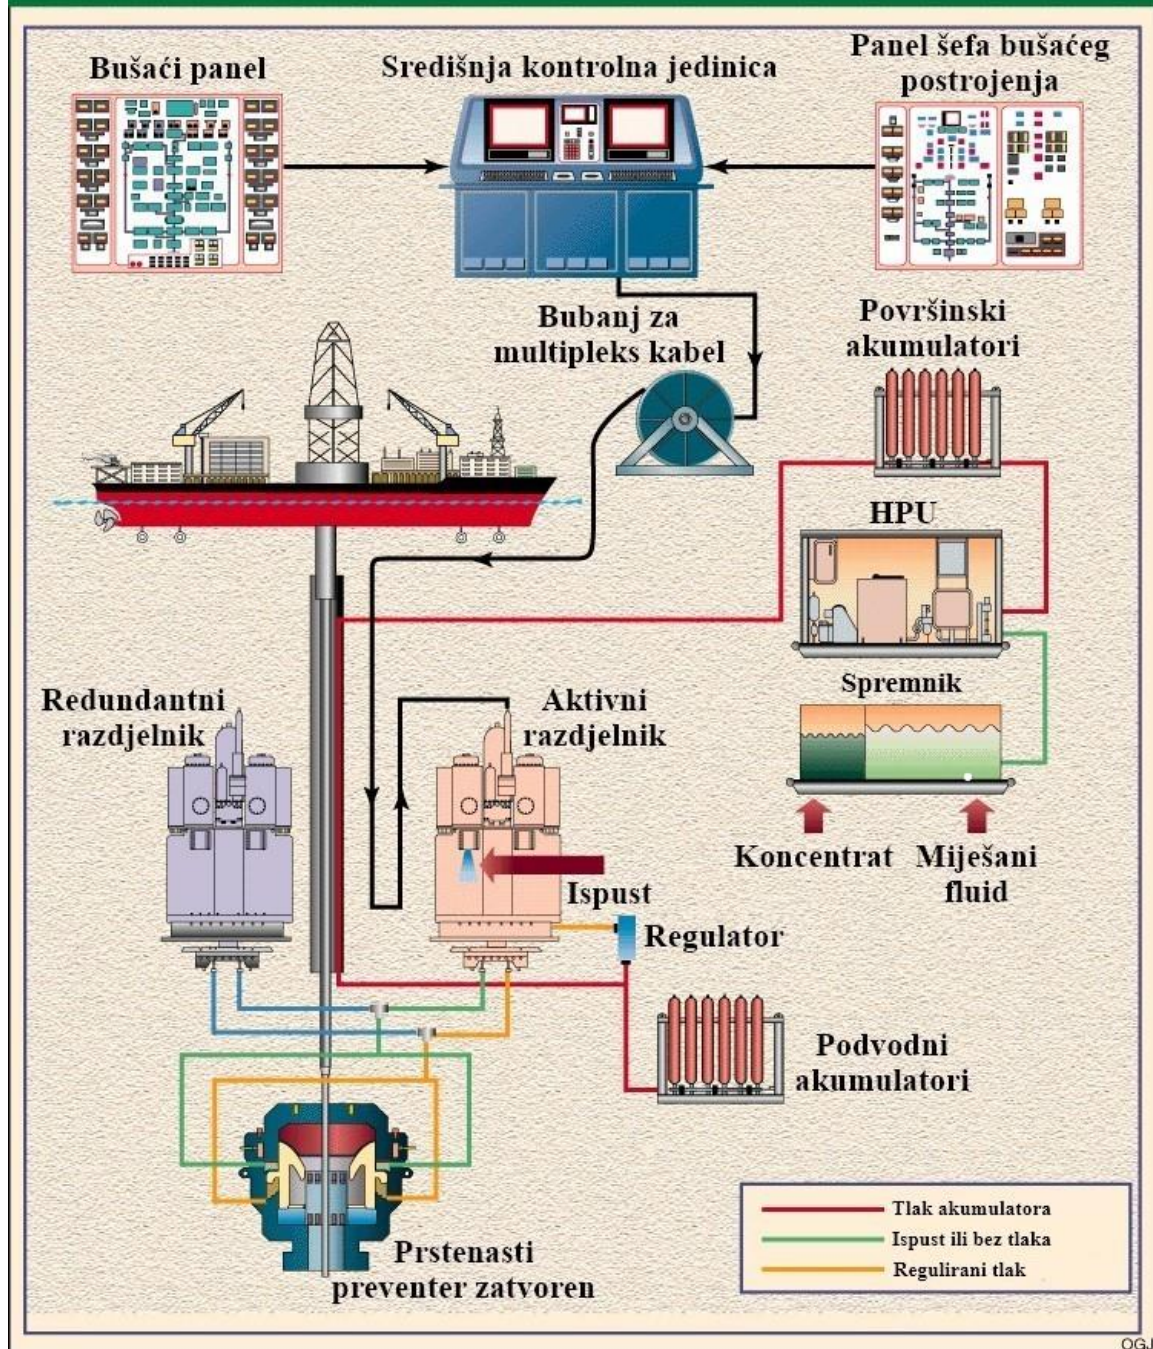 Bušaći panel
Središnja kontrolna jedinica
Panel šefa bušaćeg
postrojenja
Bubanj za
multipleks kabel
Površinski
akumulatori
HPU
Spremnik
Redundantni
razdjelnik
Aktivni
razdjelnik
Koncentrat
Miješani
fluid
Ispust
Regulator
Podvodni
akumulatori
Prstenasti
preventer zatvoren
Tlak akumulatora
Ispust ili bez tlaka
Regulirani tlak
OGJ